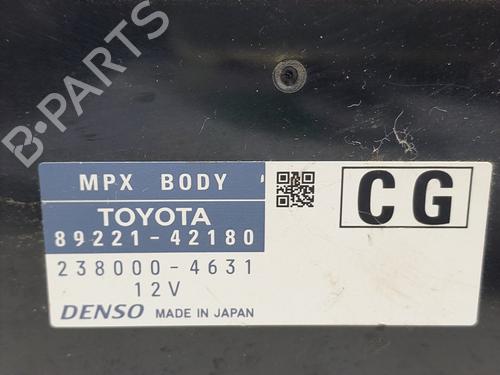 B-PARTS
MPX BODY
CG
TOYOTA
89221-42180
238000-4631
12V
DENSO MADE IN JAPAN